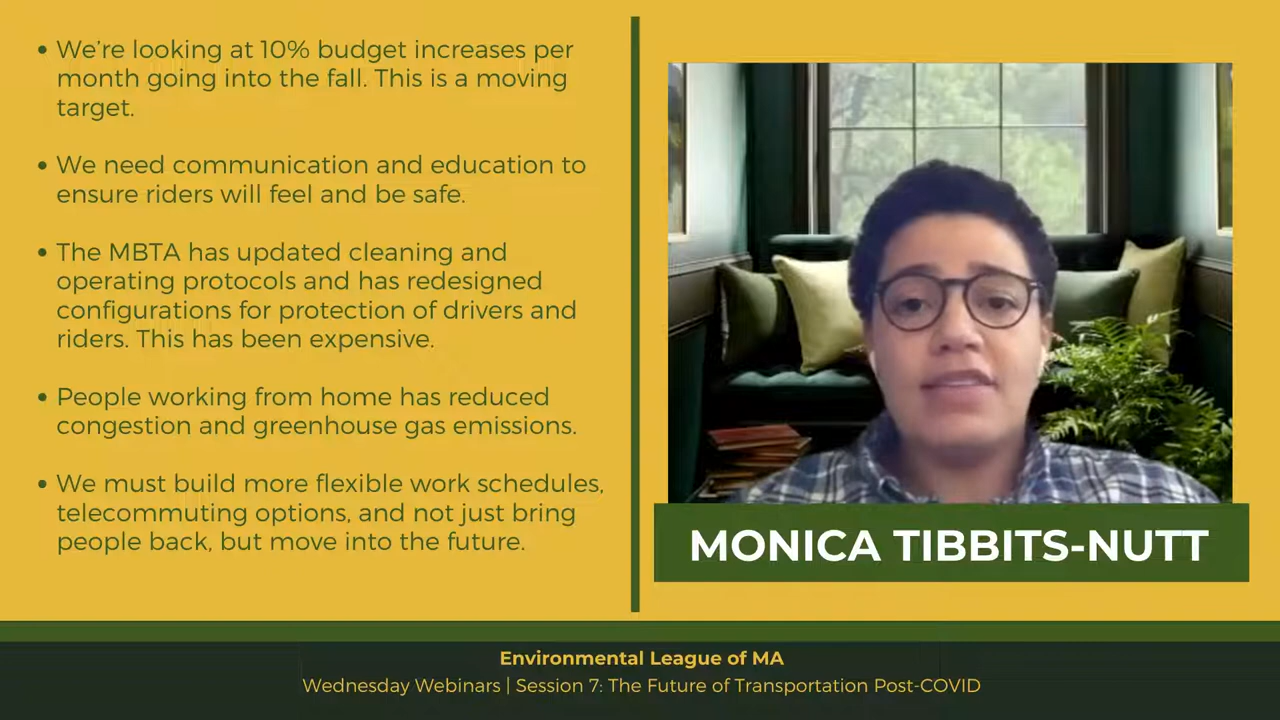 • We’re looking at 10% budget increases per
month going into the fall. This is a moving
target.
• We need communication and education to
ensure riders will feel and be safe.
• The MBTA has updated cleaning and
operating protocols and has redesigned
configurations for protection of drivers and
riders. This has been expensive.
• People working from home has reduced
congestion and greenhouse gas emissions.
• We must build more flexible work schedules,
telecommuting options, and not just bring
people back, but move into the future.
MONICA TIBBITS-NUTT
Environmental League of MA
Wednesday Webinars | Session 7: The Future of Transportation Post-COVID